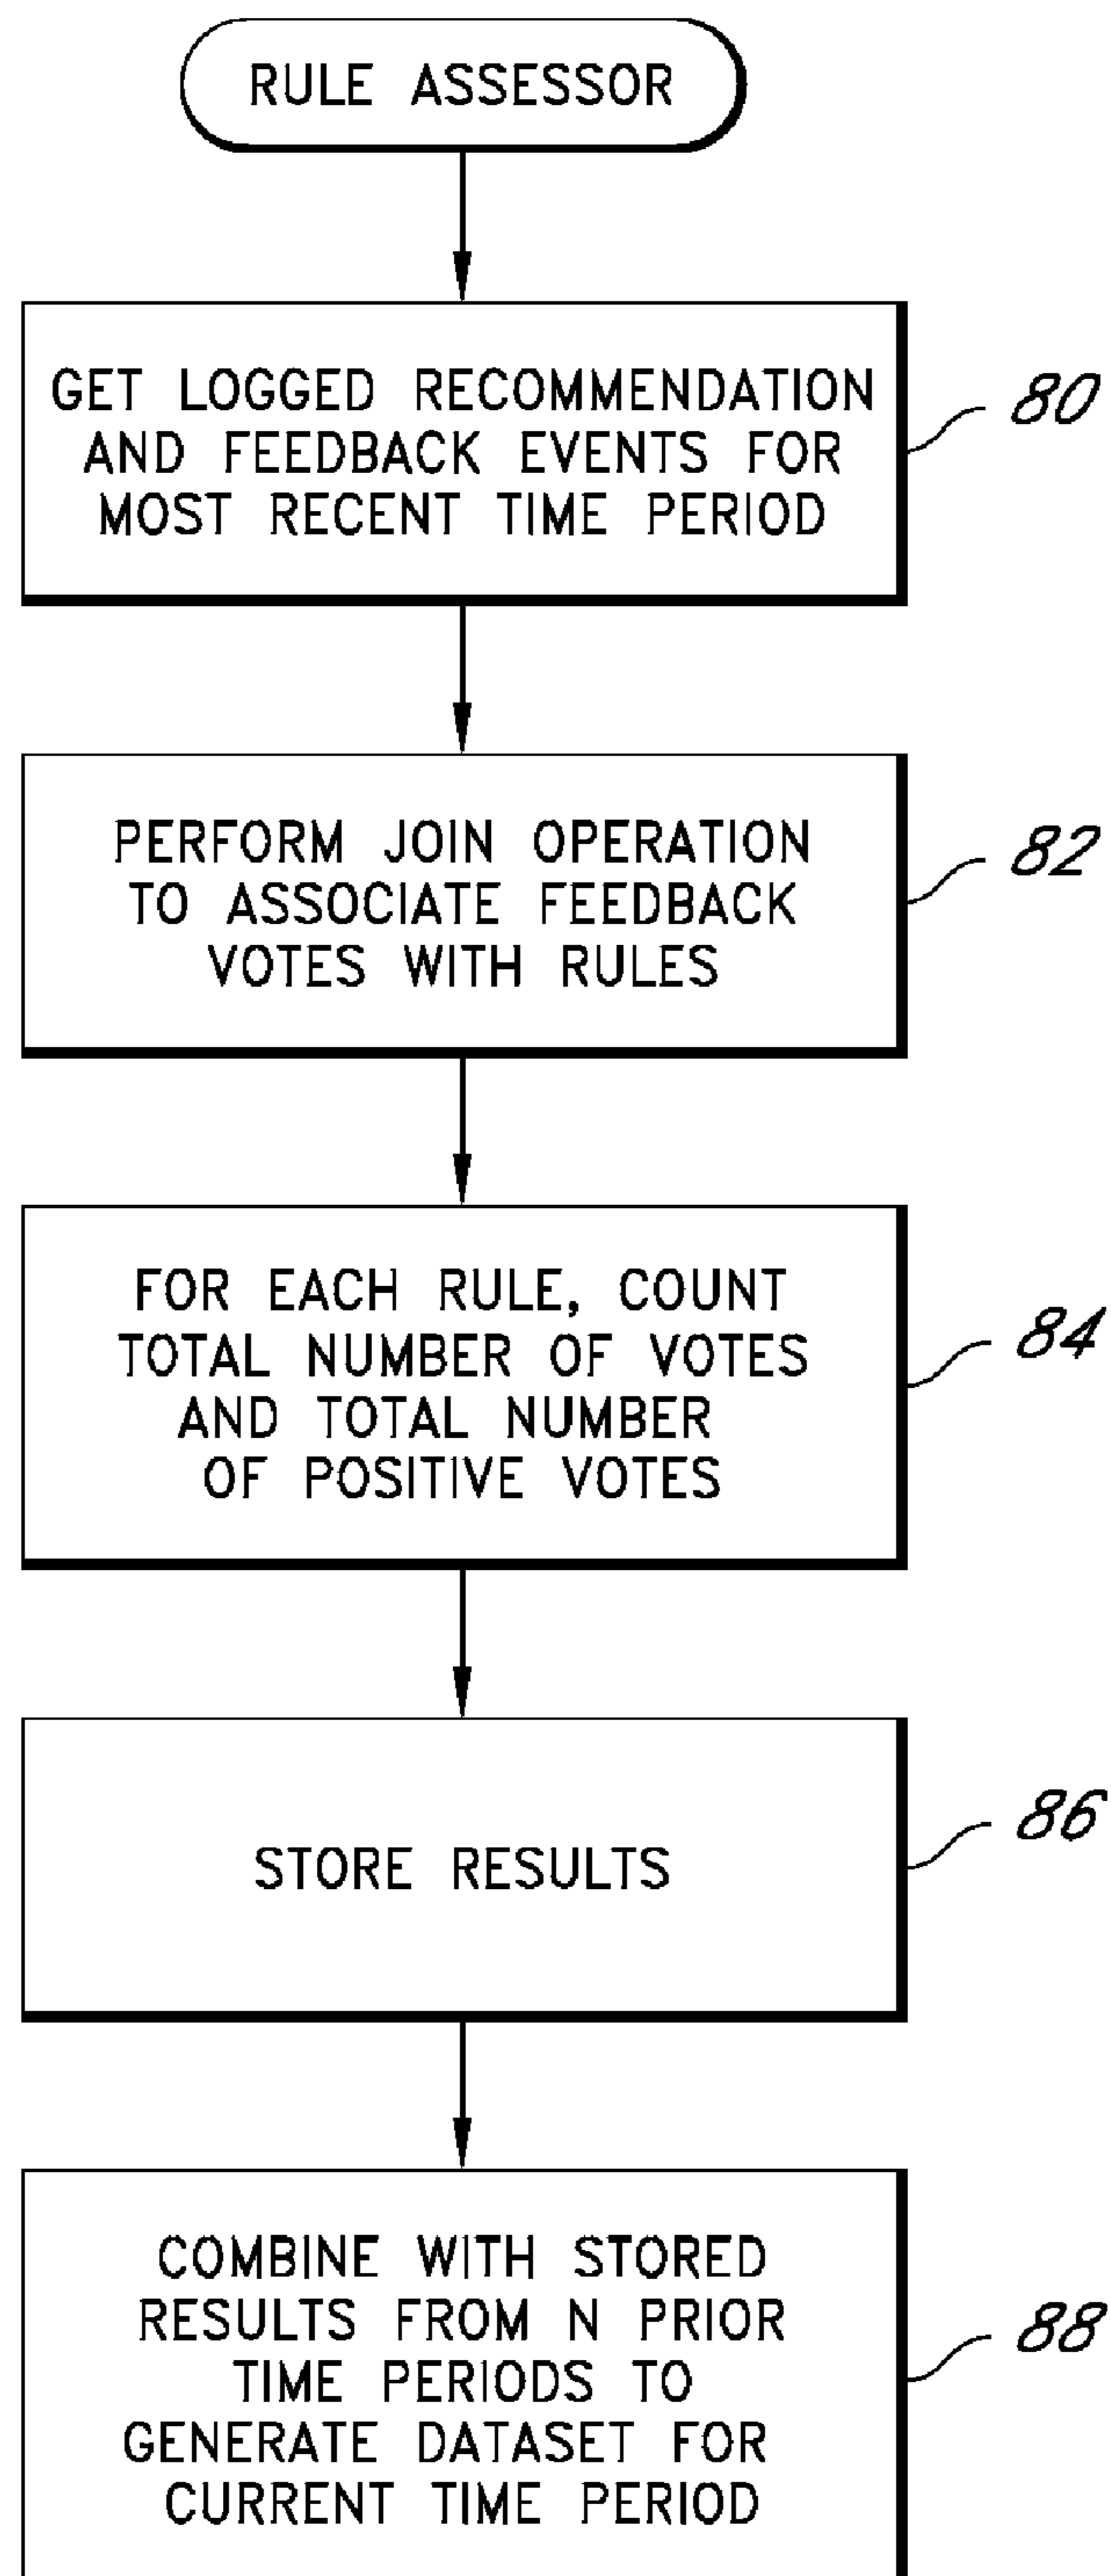 RULE ASSESSOR
GET LOGGED RECOMMENDATION
AND FEEDBACK EVENTS FOR
MOST RECENT TIME PERIOD
80
PERFORM JOIN OPERATION
TO ASSOCIATE FEEDBACK
VOTES WITH RULES
82
FOR EACH RULE, COUNT
TOTAL NUMBER OF VOTES
AND TOTAL NUMBER
OF POSITIVE VOTES
84
STORE RESULTS
86
COMBINE WITH STORED
RESULTS FROM N PRIOR
TIME PERIODS TO
GENERATE DATASET FOR
CURRENT TIME PERIOD
88